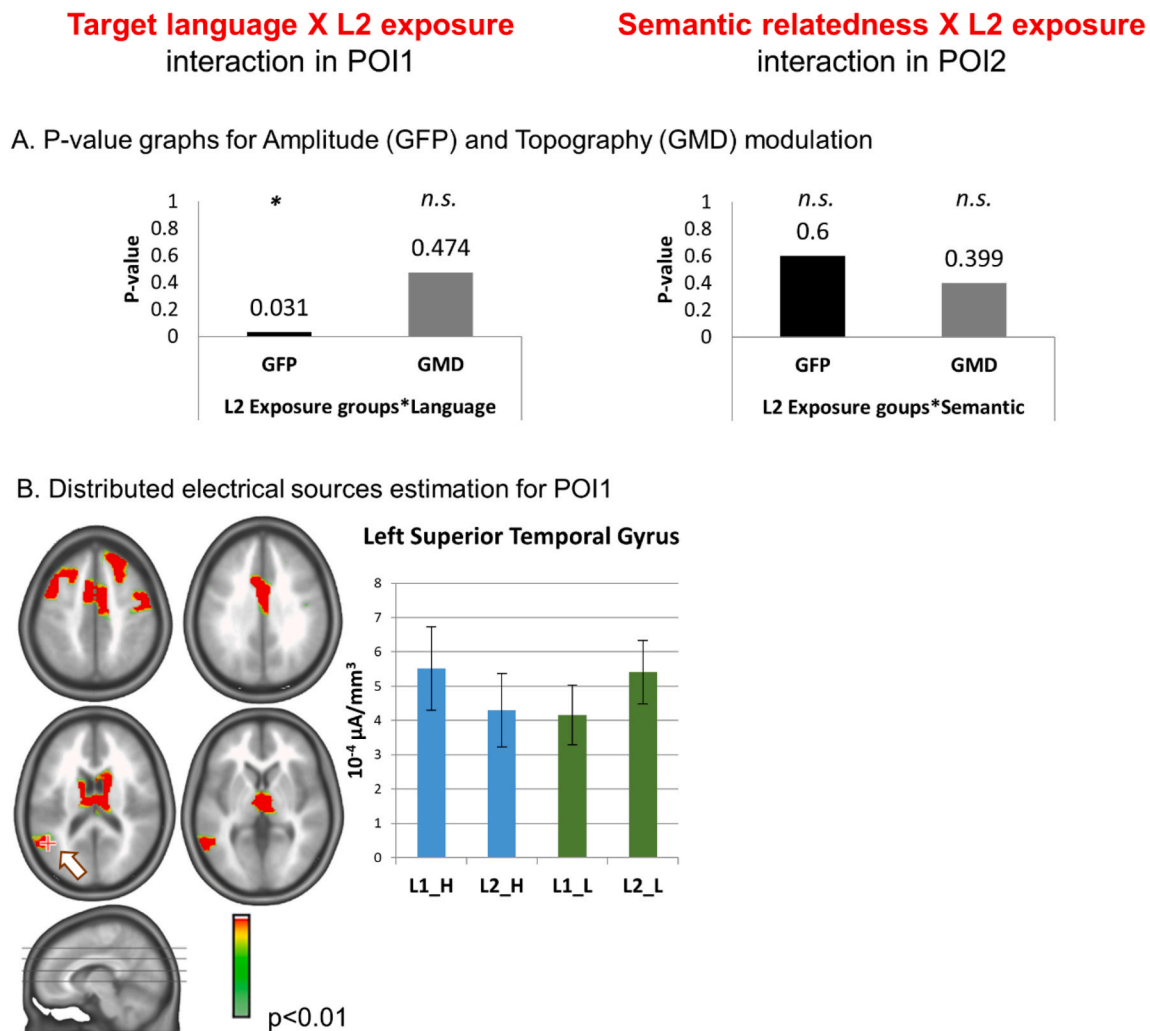 Target language X L2 exposure
interaction in POI1
Semantic relatedness X L2 exposure
interaction in POI2
A. P-value graphs for Amplitude (GFP) and Topography (GMD) modulation
P-value
1
0.8
0.6
0.4
0.2
0
*
n.s.
0.031
0.474
GFP
GMD
L2 Exposure groups*Language
P-value
1
0.8
0.6
0.4
0.2
0
n.s.
n.s.
0.6
0.399
GFP
GMD
L2 Exposure goups*Semantic
B. Distributed electrical sources estimation for POI1
Left Superior Temporal Gyrus
10⁻⁴ µA/mm³
8
7
6
5
4
3
2
1
0
L1_H
L2_H
L1_L
L2_L
p<0.01